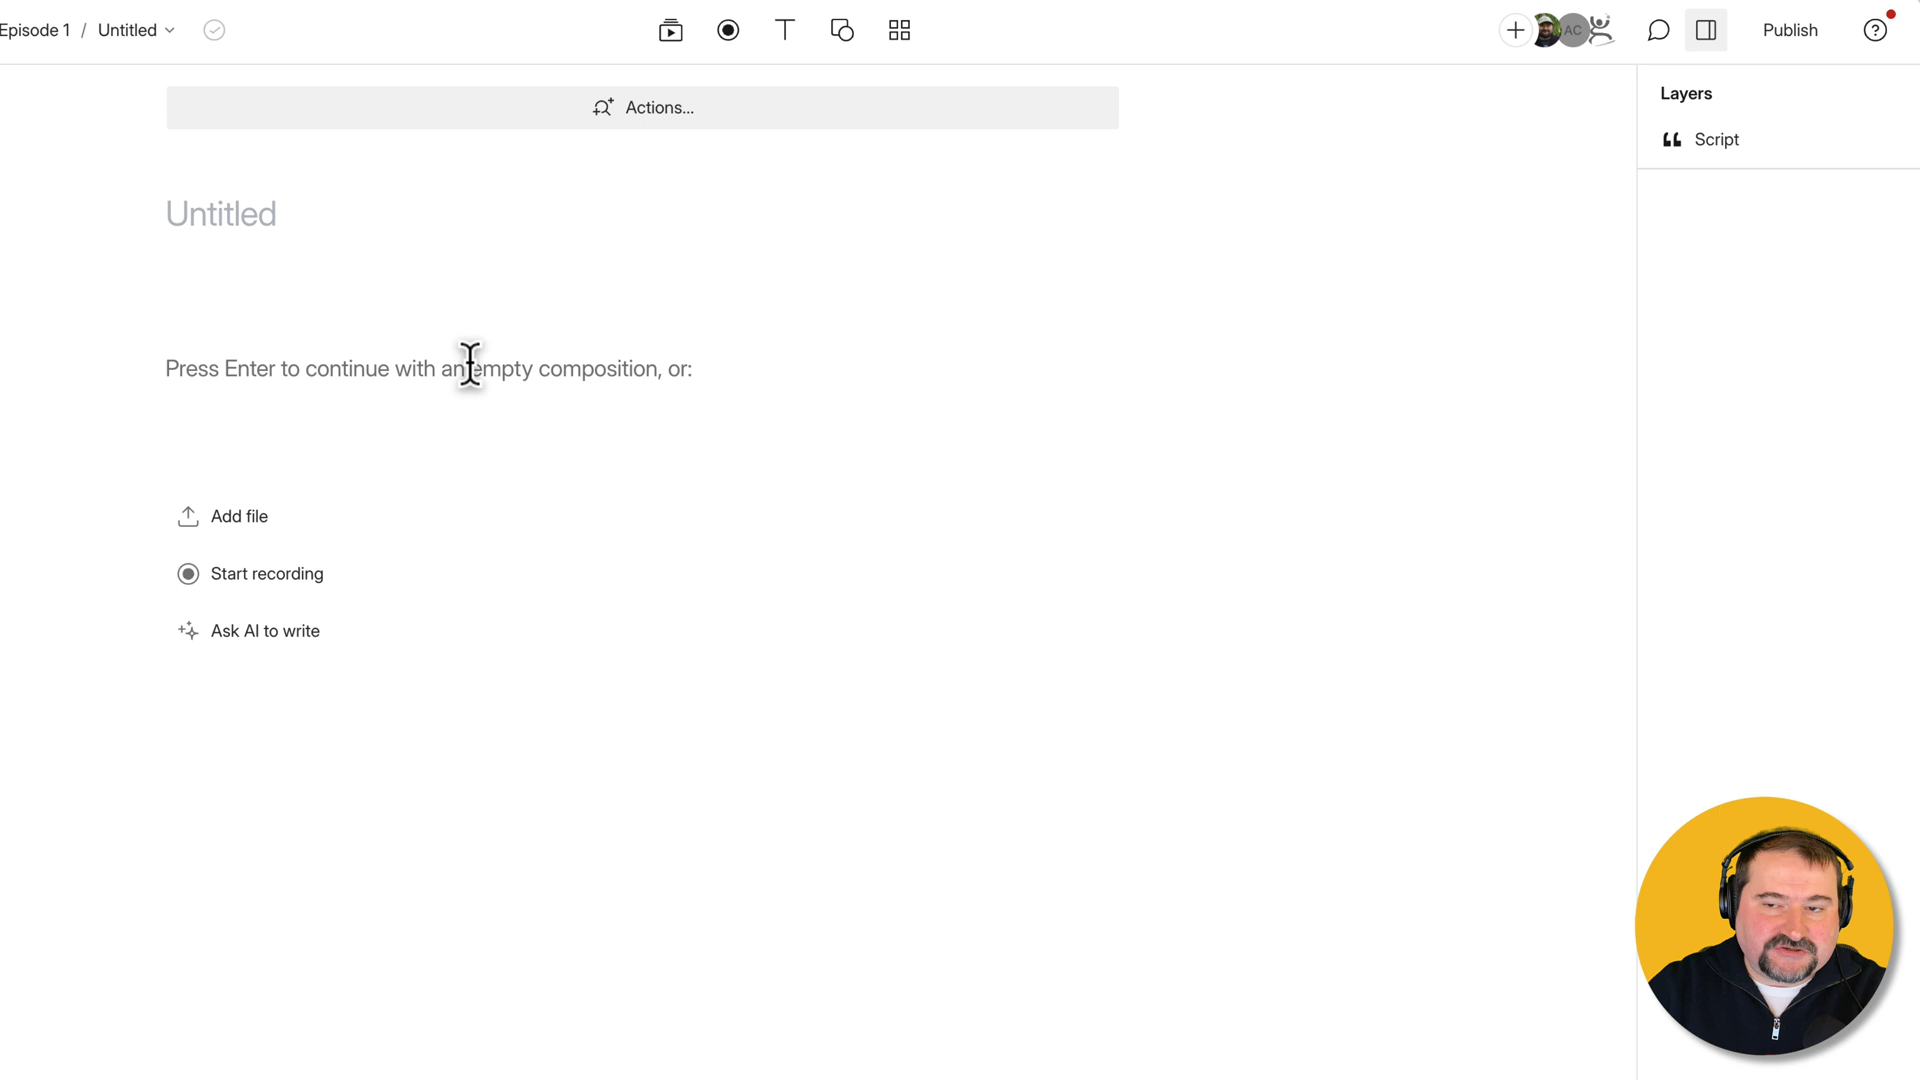 Episode 1 / Untitled
AC
Publish
Actions...
Layers
Script
Untitled
Press Enter to continue with an empty composition, or:
Add file
Start recording
Ask AI to write